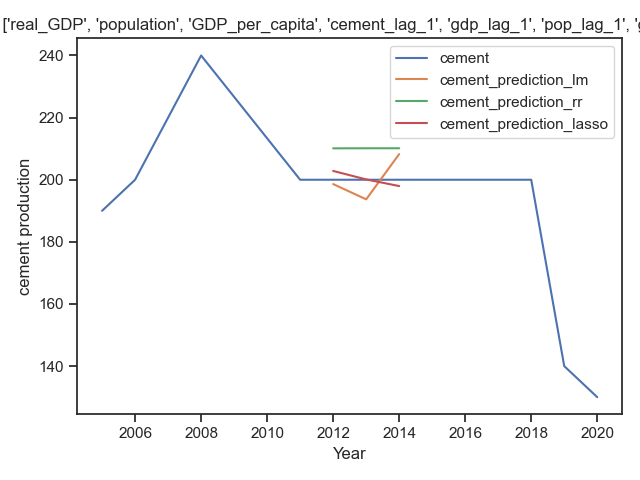 ['real_GDP', 'population', 'GDP_per_capita', 'cement_lag_1', 'gdp_lag_1', 'pop_lag_1', 'g
cement
cement_prediction_lm
cement_prediction_rr
cement_prediction_lasso
240
220
200
180
160
140
cement production
2006 2008 2010 2012 2014 2016 2018 2020
Year